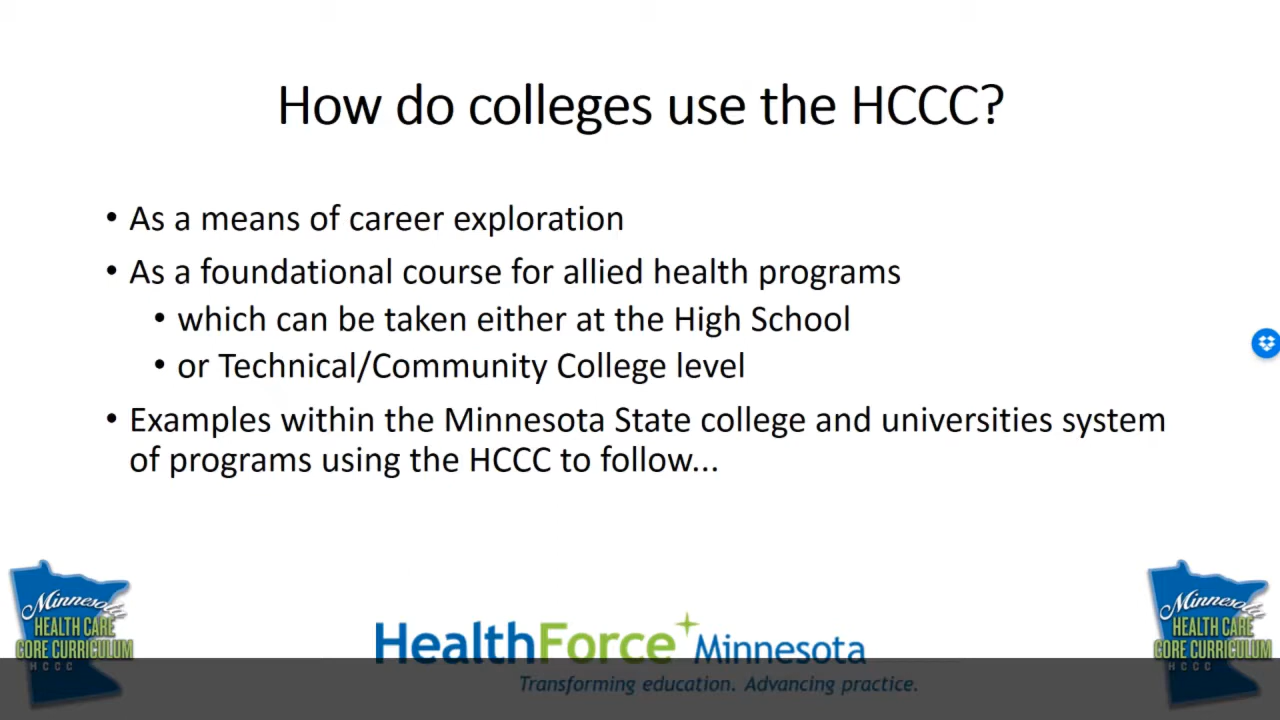 How do colleges use the HCCC?
• As a means of career exploration
• As a foundational course for allied health programs
• which can be taken either at the High School
• or Technical/Community College level
• Examples within the Minnesota State college and universities system
of programs using the HCCC to follow...
Minnesota
HEALTH CARE
CORE CURRICULUM
HCCC
HealthForce Minnesota
Transforming education. Advancing practice.
Minnesota
HEALTH CARE
CORE CURRICULUM
HCCC